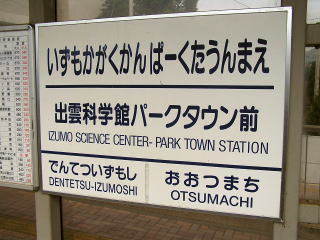 いずもかがくかんぱーくたうんまえ
出雲科学館パークタウン前
IZUMO SCIENCE CENTER- PARK TOWN STATION
でんてついずもし
DENTETSU-IZUMOSHI
おおつまち
OTSUMACHI